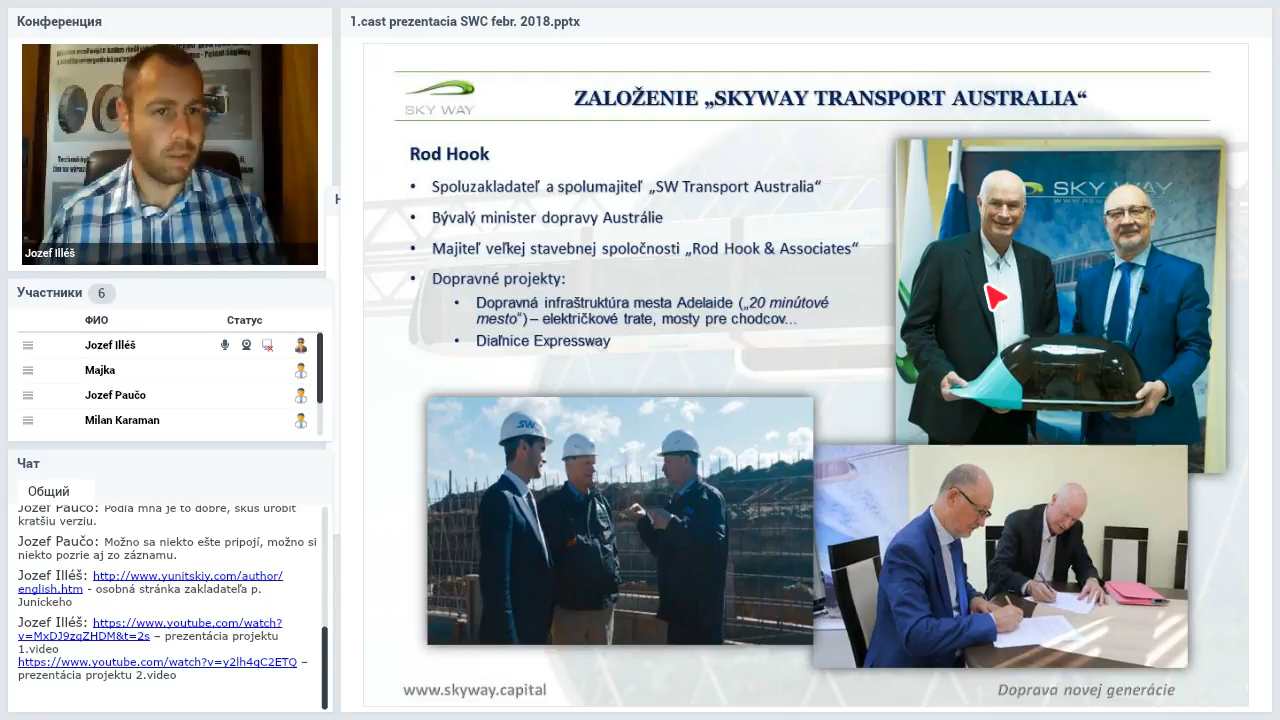 Конференция
Jozef Illéš
Участники 6
ФИО Статус
Jozef Illéš
Majka
Jozef Paučo
Milan Karaman
Чат
Общий
Jozef Paučo: Podľa mňa je to dobré, skús urobiť
kratšiu verziu.
Jozef Paučo: Možno sa niekto ešte pripojí, možno si
niekto pozrie aj zo záznamu.
Jozef Illéš: http://www.yunitskiy.com/author/
english.htm - osobná stránka zakladateľa p.
Junickeho
Jozef Illéš: https://www.youtube.com/watch?
v=MxDJ9zqZHDM&t=2s – prezentácia projektu
1.video
https://www.youtube.com/watch?v=y2lh4qC2ETQ –
prezentácia projektu 2.video
1.cast prezentacia SWC febr. 2018.pptx
SKY WAY
ZALOŽENIE „SKYWAY TRANSPORT AUSTRALIA“
Rod Hook
• Spoluzakladateľ a spolumajiteľ „SW Transport Australia“
• Bývalý minister dopravy Austrálie
• Majiteľ veľkej stavebnej spoločnosti „Rod Hook & Associates“
• Dopravné projekty:
• Dopravná infraštruktúra mesta Adelaide („20 minútové
mesto“) – električkové trate, mosty pre chodcov...
• Diaľnice Expressway
SKY WAY
SW
www.skyway.capital
Doprava novej generácie